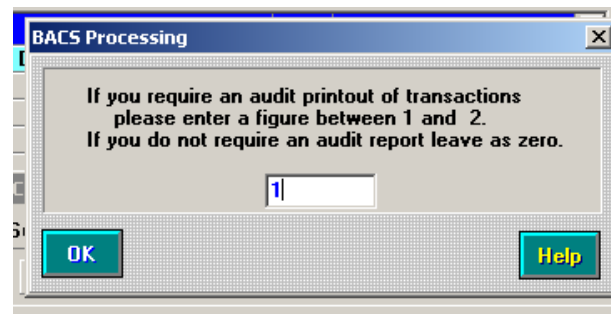 BACS Processing
If you require an audit printout of transactions
please enter a figure between 1 and 2.
If you do not require an audit report leave as zero.
1
OK
Help